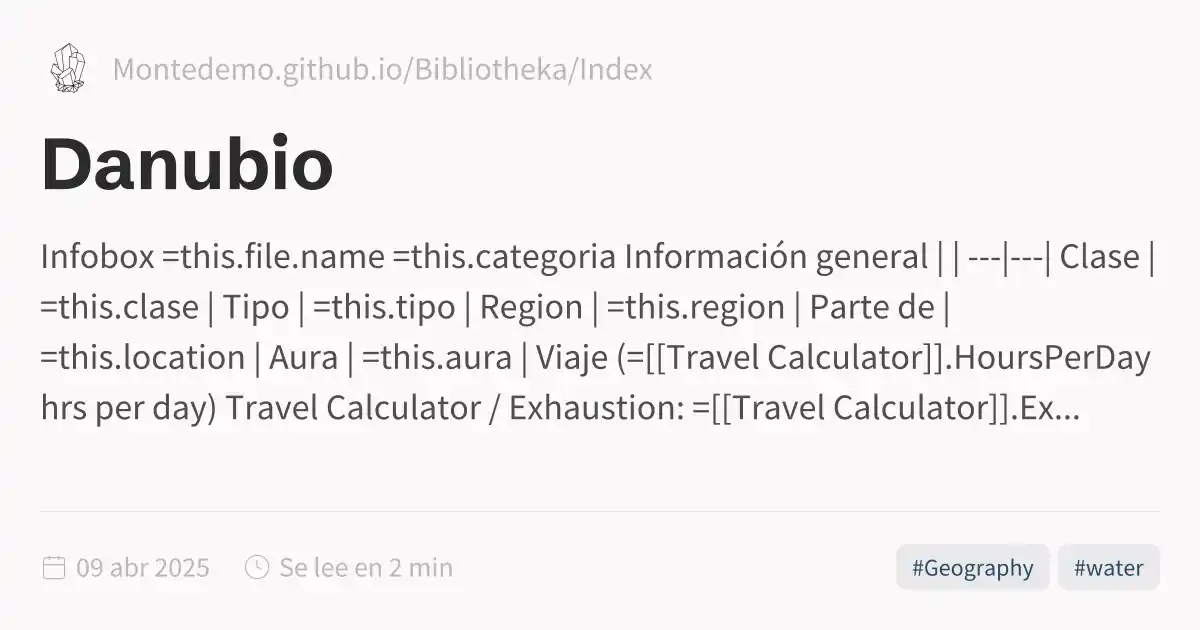 Montedemo.github.io/Bibliotheka/Index
Danubio
Infobox =this.file.name =this.categoria Información general | | ---|---| Clase |
=this.clase | Tipo | =this.tipo | Region | =this.region | Parte de |
=this.location | Aura | =this.aura | Viaje (=[[Travel Calculator]].HoursPerDay
hrs per day) Travel Calculator / Exhaustion: =[[Travel Calculator]].Ex...
09 abr 2025 Se lee en 2 min #Geography #water